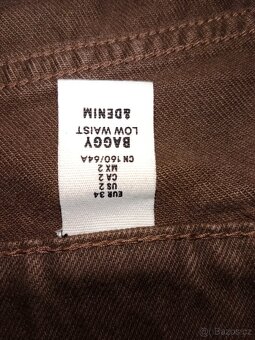 &DENIM
LOW WAIST
BAGGY
CN 160/64A
MX 2
CA 2
US 2
EUR 34
Bazos.cz